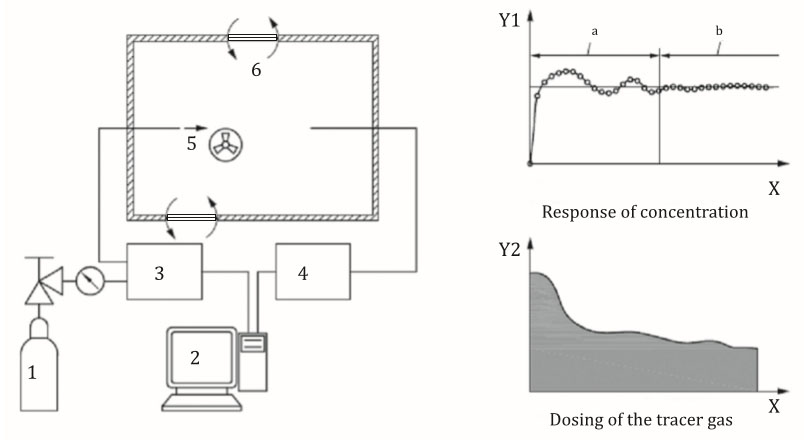 6
5
3
4
2
1
Y1
a
b
X
Response of concentration
Y2
X
Dosing of the tracer gas